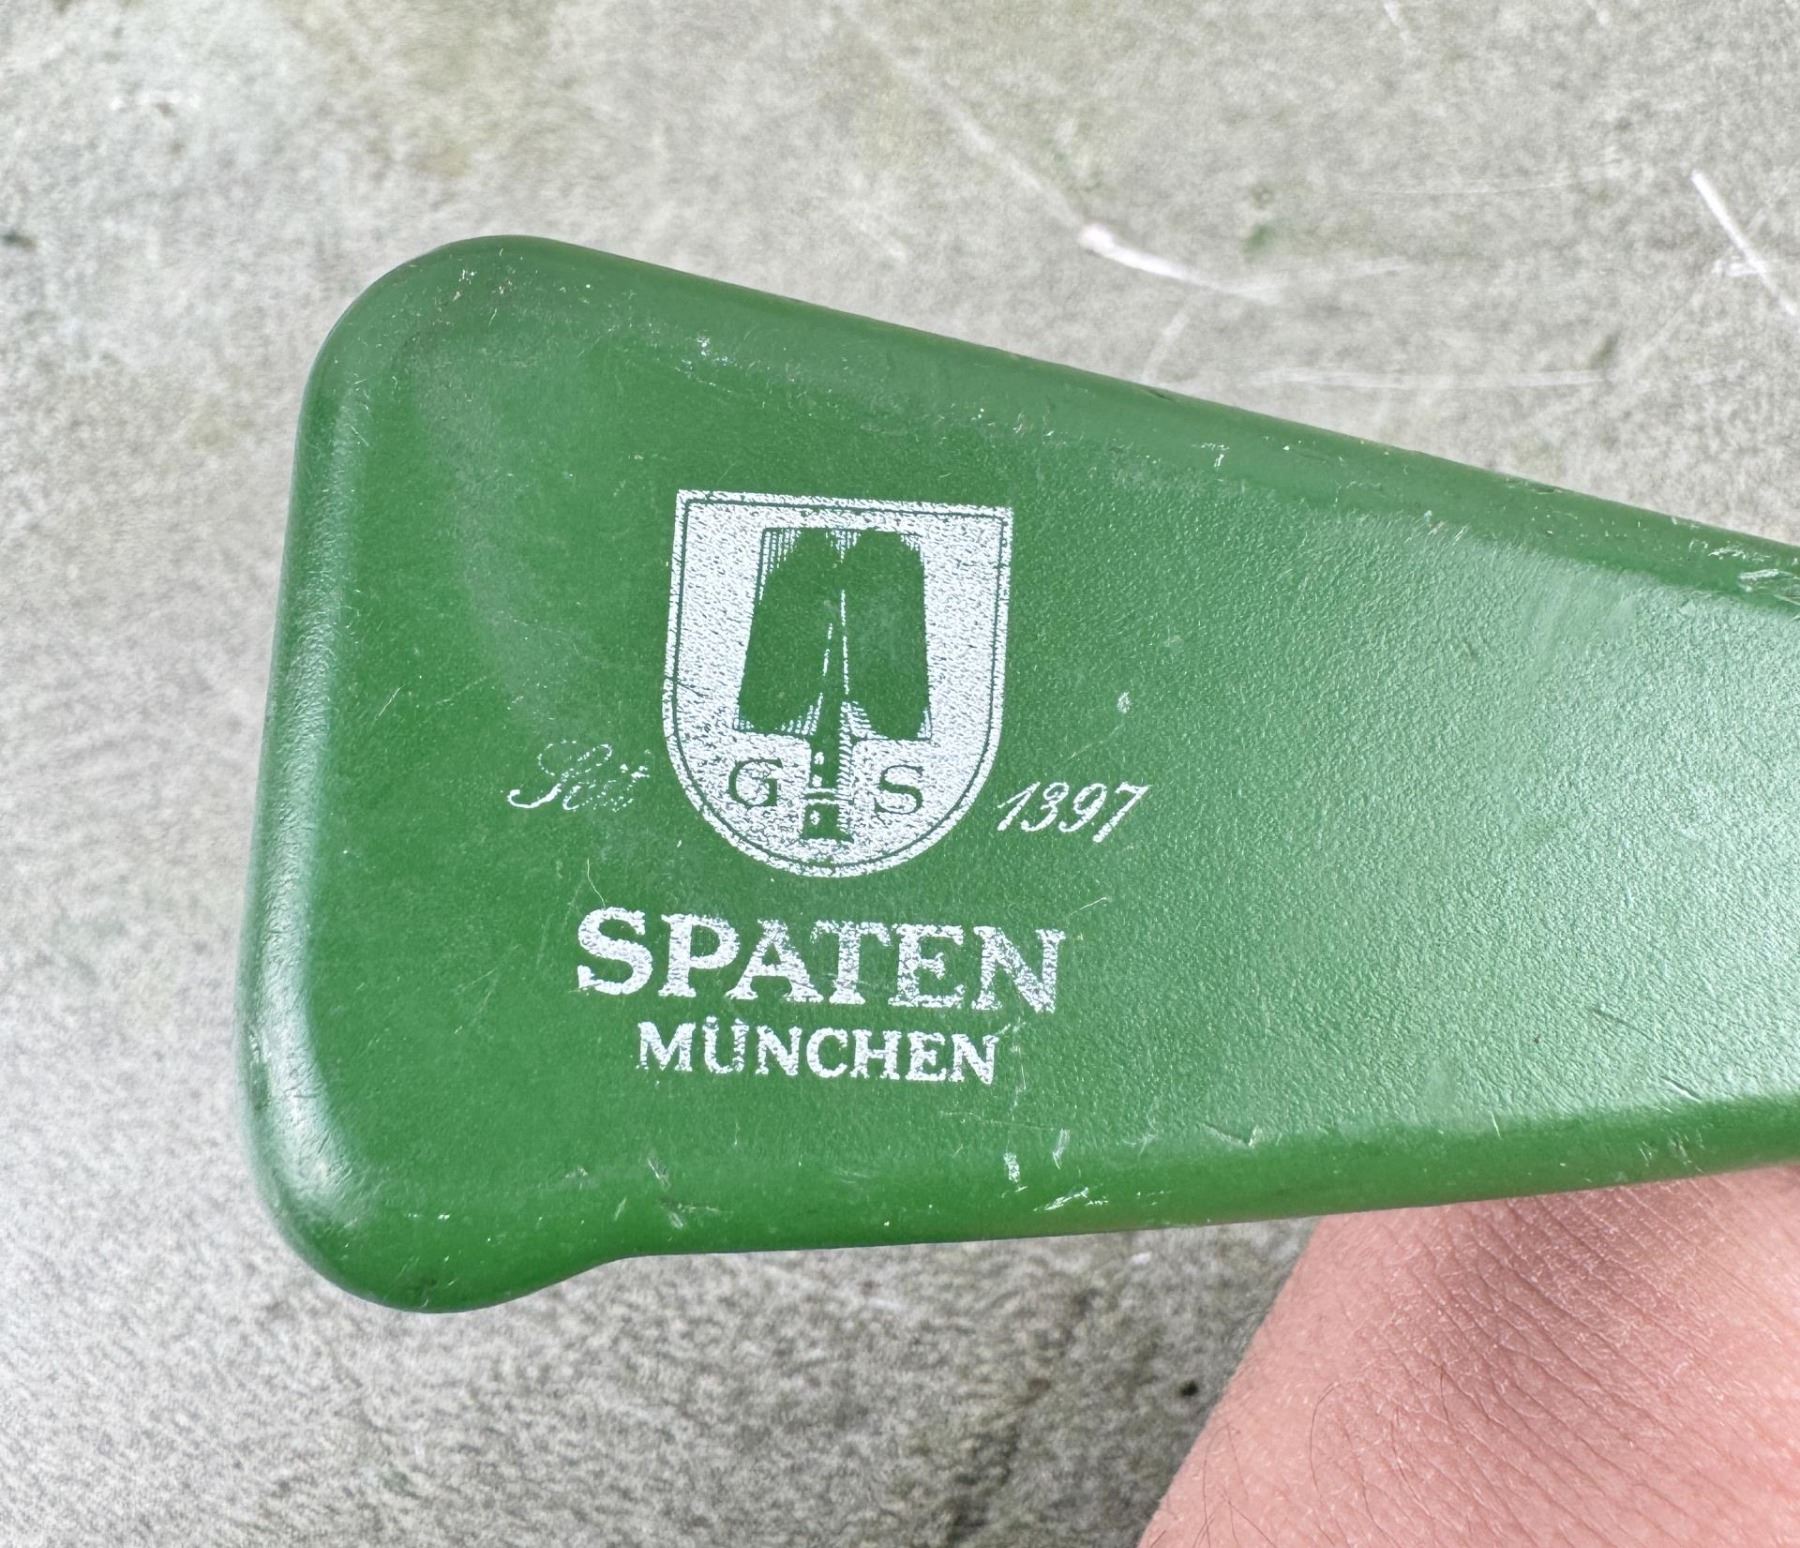 G S
Seit 1397
SPATEN
MÜNCHEN